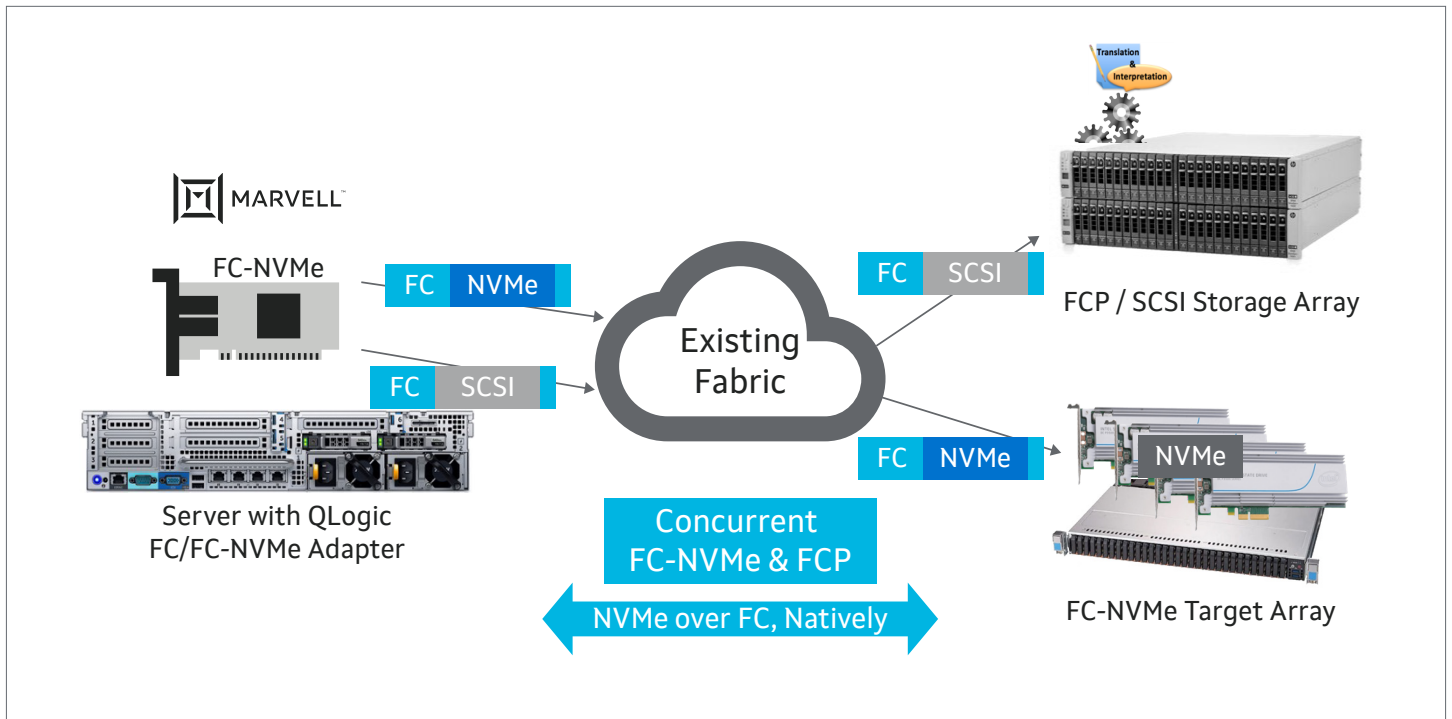 Translation
&
Interpretation
MARVELL™
FC-NVMe
FC NVMe
FC SCSI
FC SCSI
FCP / SCSI Storage Array
Existing
Fabric
FC NVMe
NVMe
Server with QLogic
FC/FC-NVMe Adapter
Concurrent
FC-NVMe & FCP
NVMe over FC, Natively
FC-NVMe Target Array